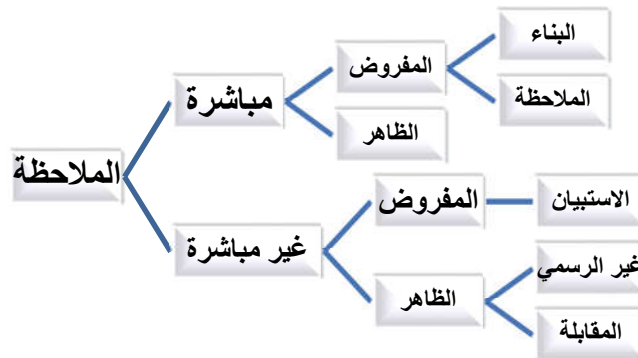 الملاحظة
مباشرة
المفروض
البناء
الملاحظة
الظاهر
غير مباشرة
المفروض
الاستبيان
الظاهر
غير الرسمي
المقابلة